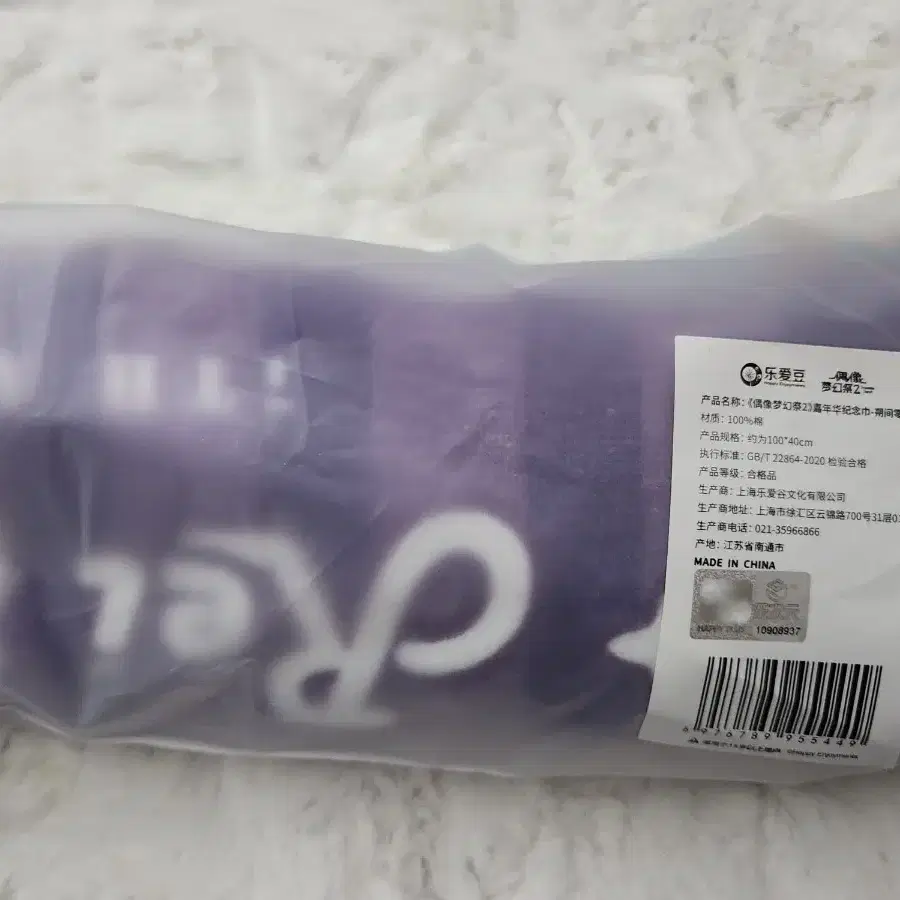 乐爱豆
Happy Elements
偶像
梦幻祭2
产品名称:《偶像梦幻祭2》嘉年华纪念巾-朔间零
材质: 100%棉
产品规格: 约为100*40cm
执行标准: GB/T 22864-2020 检验合格
产品等级: 合格品
生产商: 上海乐爱谷文化有限公司
生产商地址: 上海市徐汇区云锦路700号31层
生产商电话: 021-35966866
产地: 江苏省南通市
MADE IN CHINA
10908937
6 976789 955449
Rei